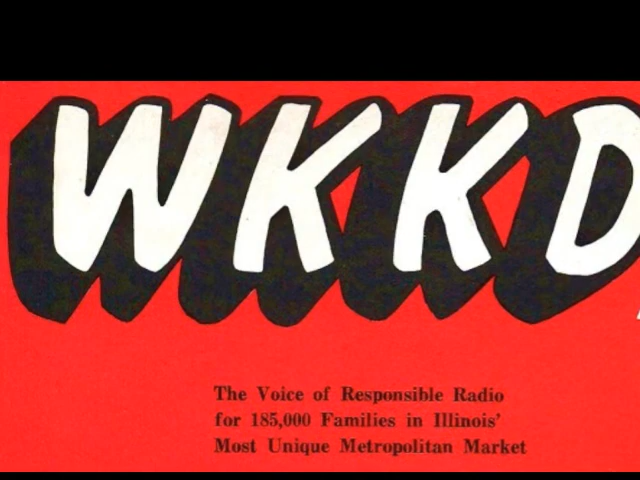 WKKD
The Voice of Responsible Radio
for 185,000 Families in Illinois'
Most Unique Metropolitan Market